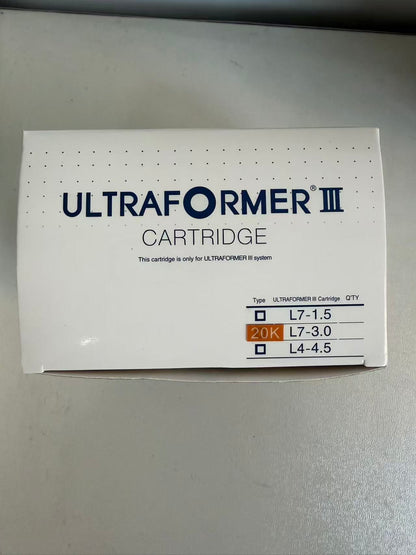 ULTRAFORMER® III
CARTRIDGE
This cartridge is only for ULTRAFORMER III system
Type ULTRAFORMER III Cartridge Q'TY
L7-1.5
20K L7-3.0
L4-4.5